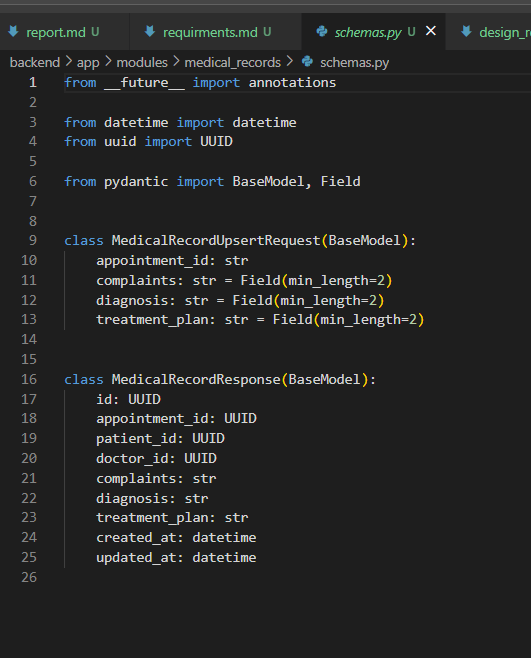 report.md U
requirments.md U
schemas.py U
backend > app > modules > medical_records > schemas.py
1 from __future__ import annotations
2
3 from datetime import datetime
4 from uuid import UUID
5
6 from pydantic import BaseModel, Field
7
8
9 class MedicalRecordUpsertRequest(BaseModel):
10     appointment_id: str
11     complaints: str = Field(min_length=2)
12     diagnosis: str = Field(min_length=2)
13     treatment_plan: str = Field(min_length=2)
14
15
16 class MedicalRecordResponse(BaseModel):
17     id: UUID
18     appointment_id: UUID
19     patient_id: UUID
20     doctor_id: UUID
21     complaints: str
22     diagnosis: str
23     treatment_plan: str
24     created_at: datetime
25     updated_at: datetime
26